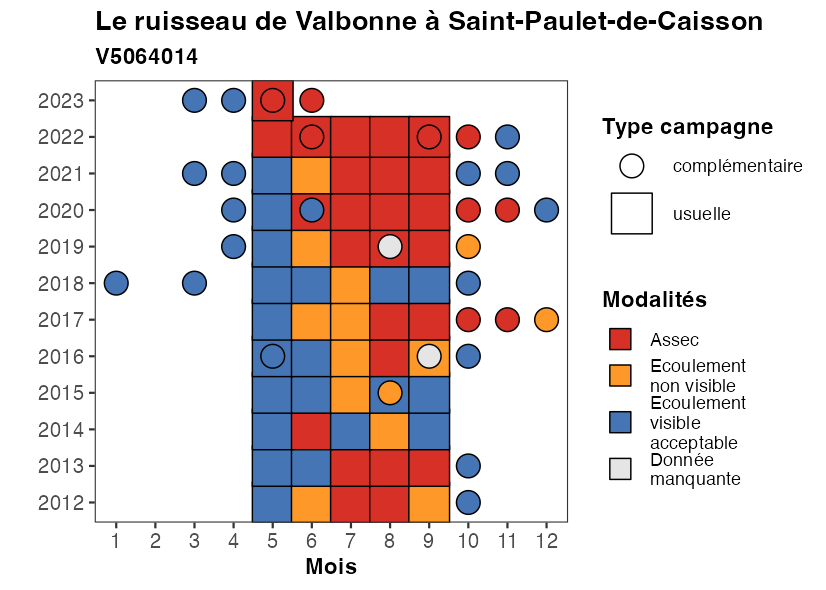 Le ruisseau de Valbonne à Saint-Paulet-de-Caisson
V5064014
2023
2022
2021
2020
2019
2018
2017
2016
2015
2014
2013
2012
1 2 3 4 5 6 7 8 9 10 11 12
Mois
Type campagne
complémentaire
usuelle
Modalités
Assec
Ecoulement
non visible
Ecoulement
visible
acceptable
Donnée
manquante